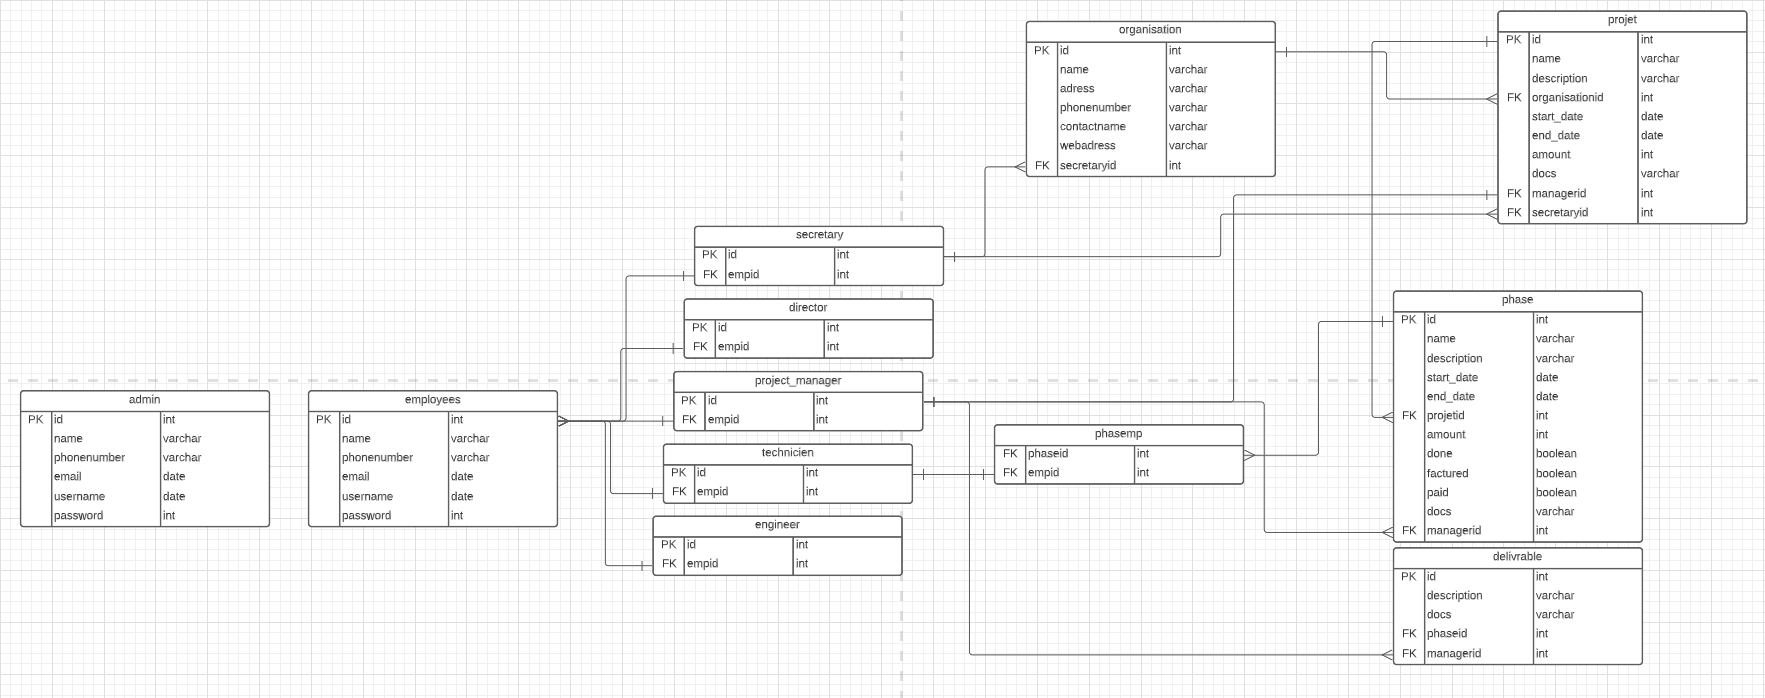 organisation
PK id int
name varchar
adress varchar
phonenumber varchar
contactname varchar
webadress varchar
FK secretaryid int
projet
PK id int
name varchar
description varchar
FK organisationid int
start_date date
end_date date
amount int
docs varchar
FK managerid int
FK secretaryid int
secretary
PK id int
FK empid int
director
PK id int
FK empid int
project_manager
PK id int
FK empid int
technicien
PK id int
FK empid int
engineer
PK id int
FK empid int
admin
PK id int
name varchar
phonenumber varchar
email date
username date
password int
employees
PK id int
name varchar
phonenumber varchar
email date
username date
password int
phasemp
FK phaseid int
FK empid int
phase
PK id int
name varchar
description varchar
start_date date
end_date date
FK projetid int
amount int
done boolean
factured boolean
paid boolean
docs varchar
FK managerid int
delivrable
PK id int
description varchar
docs varchar
FK phaseid int
FK managerid int